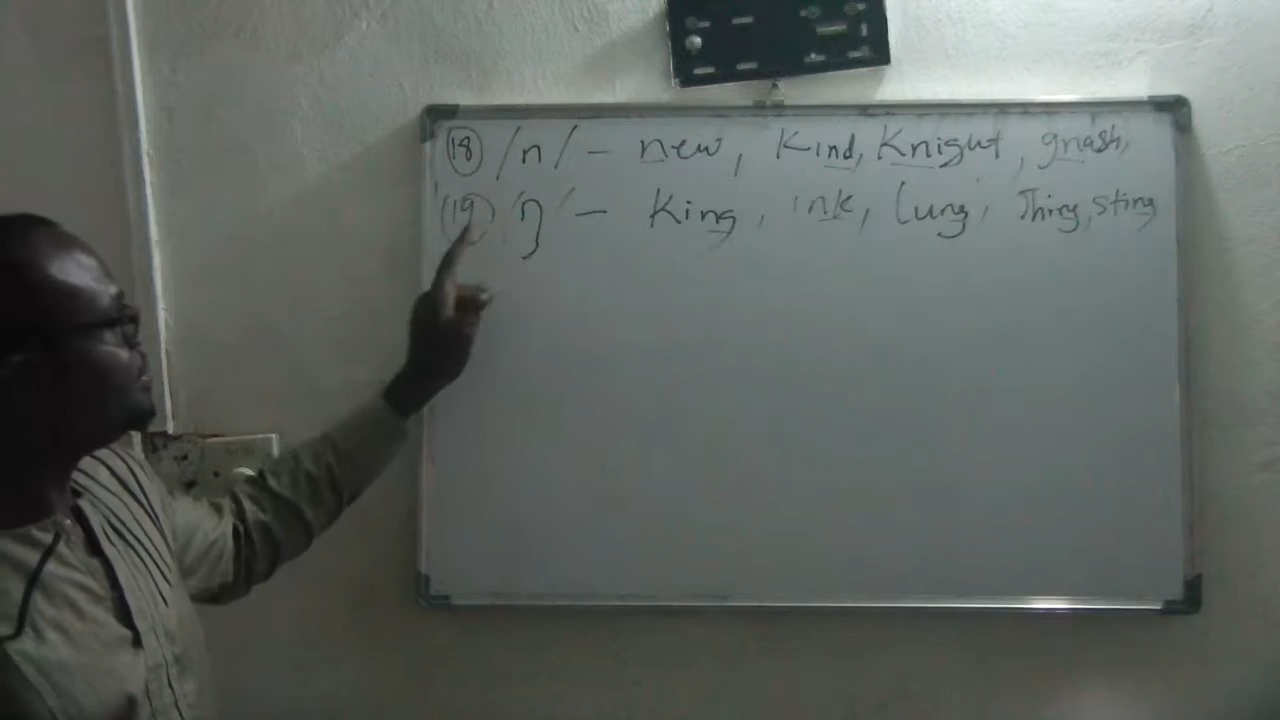 (18) /n/ - new, Kind, Knight, gnash,
(19) /ŋ/ - King, ink, Lung, Thing, sting